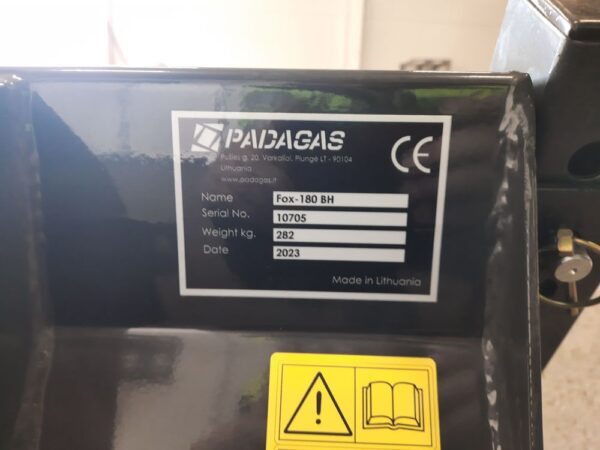 PADAGAS
Pušies g. 20, Varkaliai, Plungė LT - 90104
Lithuania
www.padagas.lt
CE
Name Fox-180 BH
Serial No. 10705
Weight kg. 282
Date 2023
Made in Lithuania